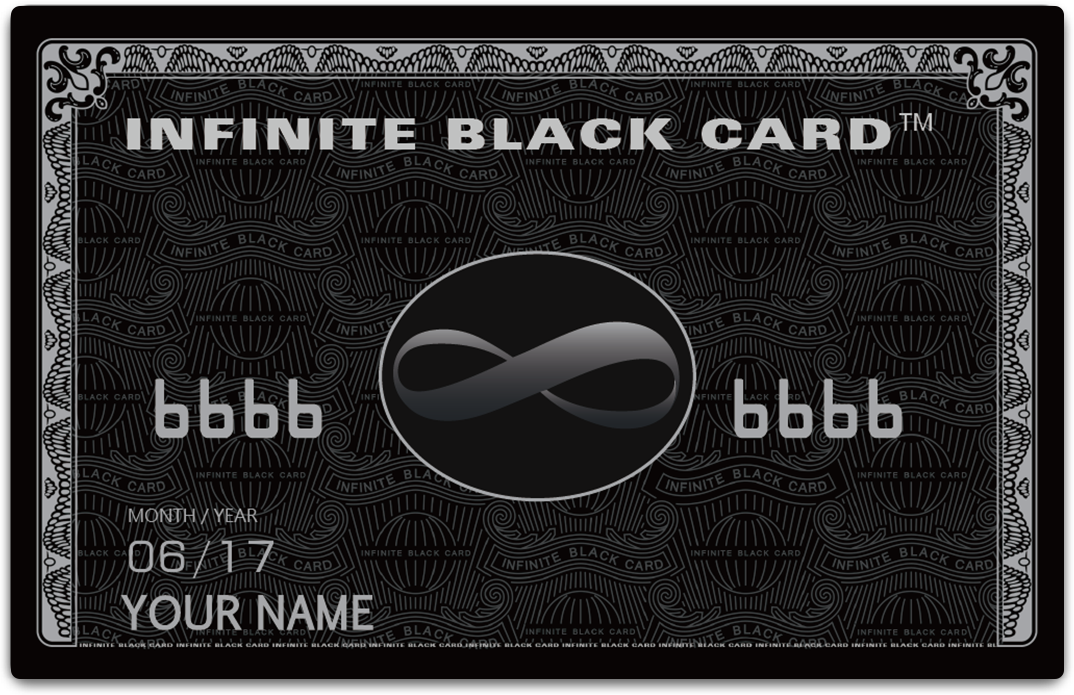 INFINITE BLACK CARD™
bbbb bbbb
MONTH / YEAR
06/17
YOUR NAME